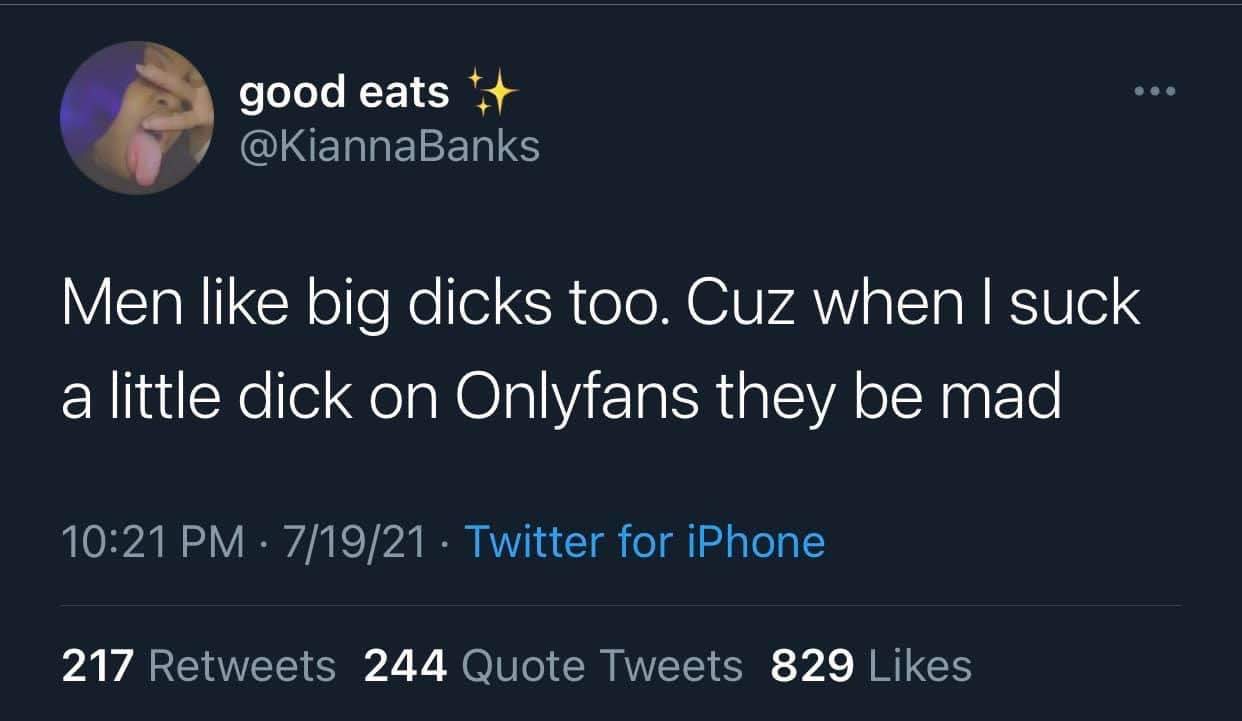 good eats ✨
@KiannaBanks
Men like big dicks too. Cuz when I suck
a little dick on Onlyfans they be mad
10:21 PM · 7/19/21 · Twitter for iPhone
217 Retweets 244 Quote Tweets 829 Likes